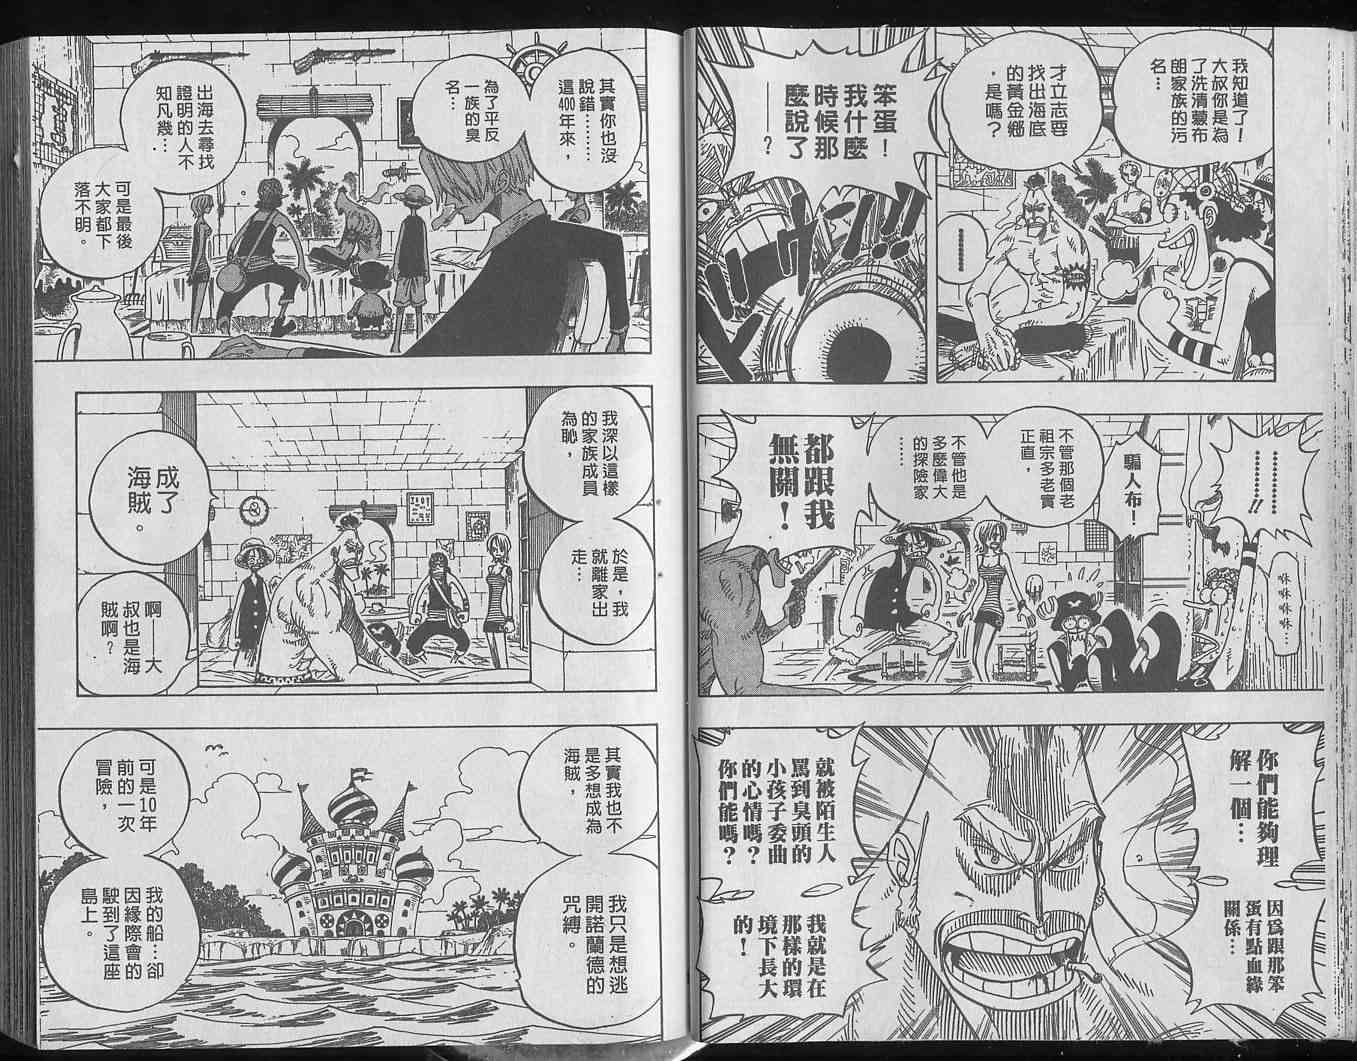 我知道了！
大叔你是為
了洗清蒙布
朗家族的污
名…
才立志要
找出海底
的黃金鄉
，是嗎？
…………
笨蛋！
我什麼
時候那
麼說了
——？
…………!!
騙人布！
咻咻咻咻…
不管那個老
祖宗多老實
正直，
不管他是
多麼偉大
的探險家
……
都跟我
無關！
你們能夠理
解一個…
因為跟那笨
蛋有點血緣
關係…
就被陌生人
罵到臭頭的
小孩子委曲
的心情嗎？
你們能嗎？
我就是在
那樣的環
境下長大
的！
其實你也沒
說錯………
這400年來，
為了平反
一族的臭
名…
出海去尋找
證明的人不
知凡幾…
可是最後
大家都下
落不明。
我深以這樣
的家族成員
為恥，
於是，我
就離家出
走…
成了
海賊。
啊——大
叔也是海
賊啊？
其實我也不
是多想成為
海賊，
我只是想逃
開諾蘭德的
咒縛。
可是10年
前的一次
冒險，
我的船…卻
因緣際會的
駛到了這座
島上。